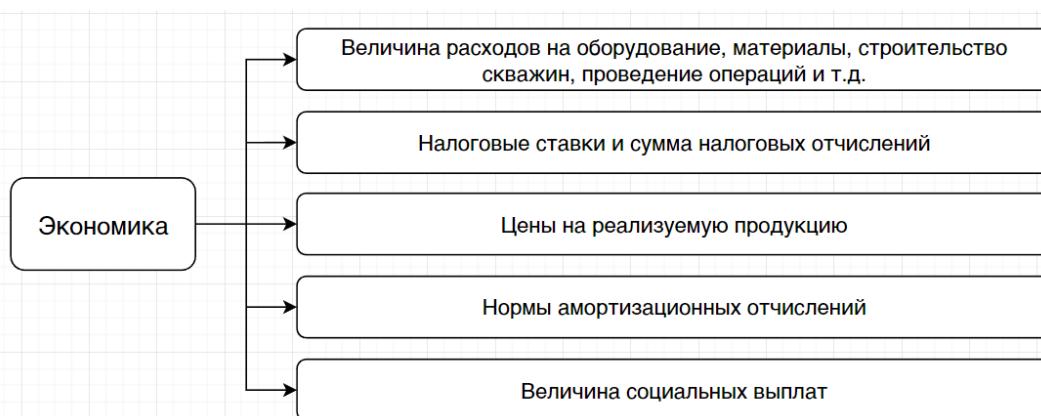 Величина расходов на оборудование, материалы, строительство
скважин, проведение операций и т.д.
Налоговые ставки и сумма налоговых отчислений
Экономика
Цены на реализуемую продукцию
Нормы амортизационных отчислений
Величина социальных выплат